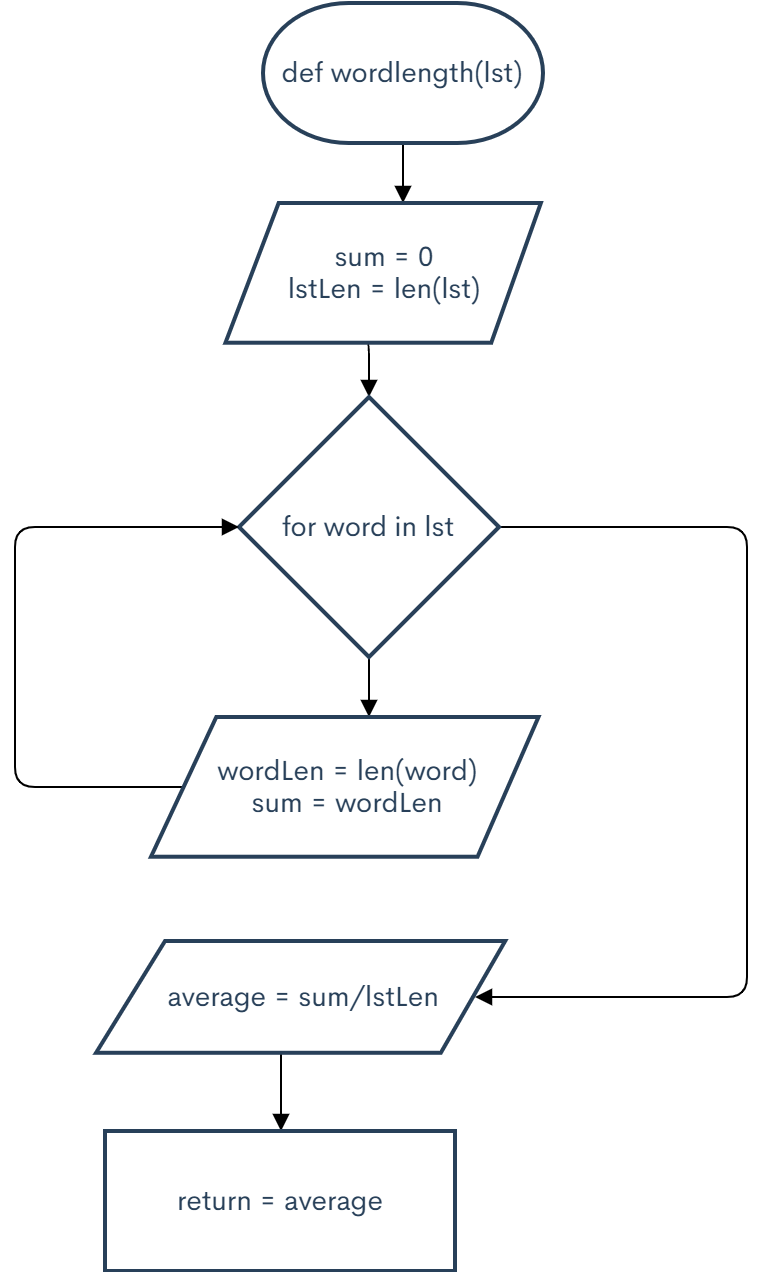 def wordlength(lst)
sum = 0
lstLen = len(lst)
for word in lst
wordLen = len(word)
sum = wordLen
average = sum/lstLen
return = average